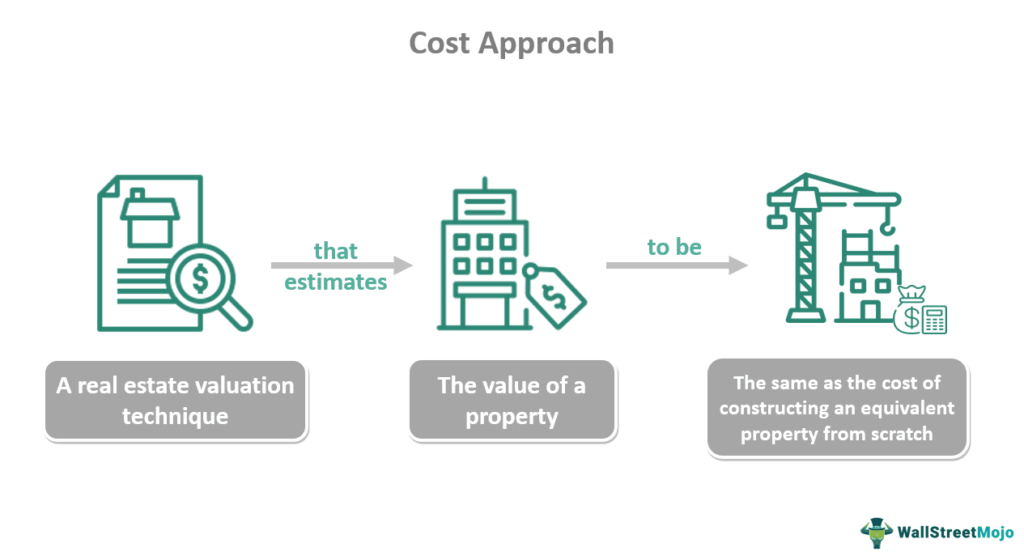 Cost Approach
that
estimates
to be
A real estate valuation
technique
The value of a
property
The same as the cost of
constructing an equivalent
property from scratch
WallStreetMojo